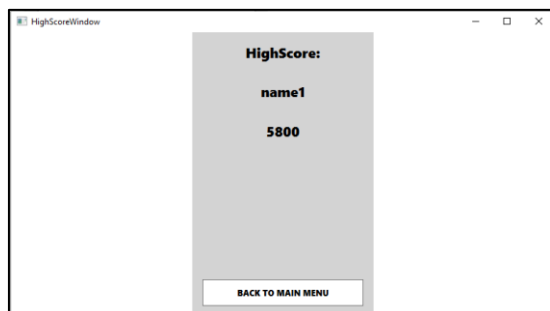 HighScoreWindow
HighScore:
name1
5800
BACK TO MAIN MENU